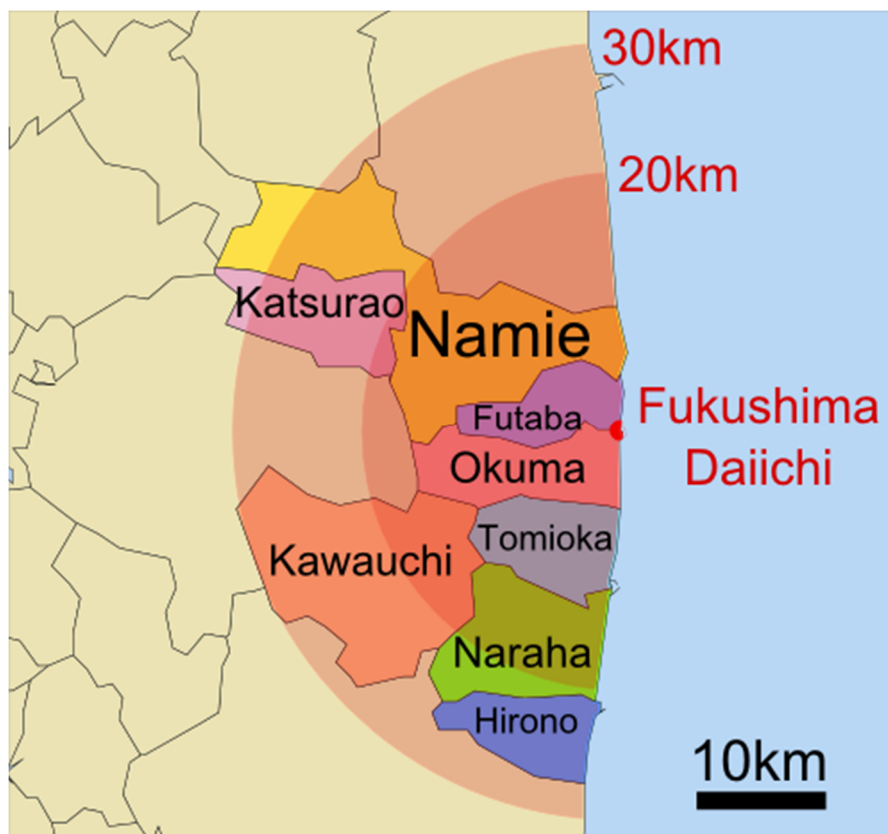 30km
20km
Katsurao
Namie
Futaba
Fukushima
Daiichi
Okuma
Tomioka
Kawauchi
Naraha
Hirono
10km